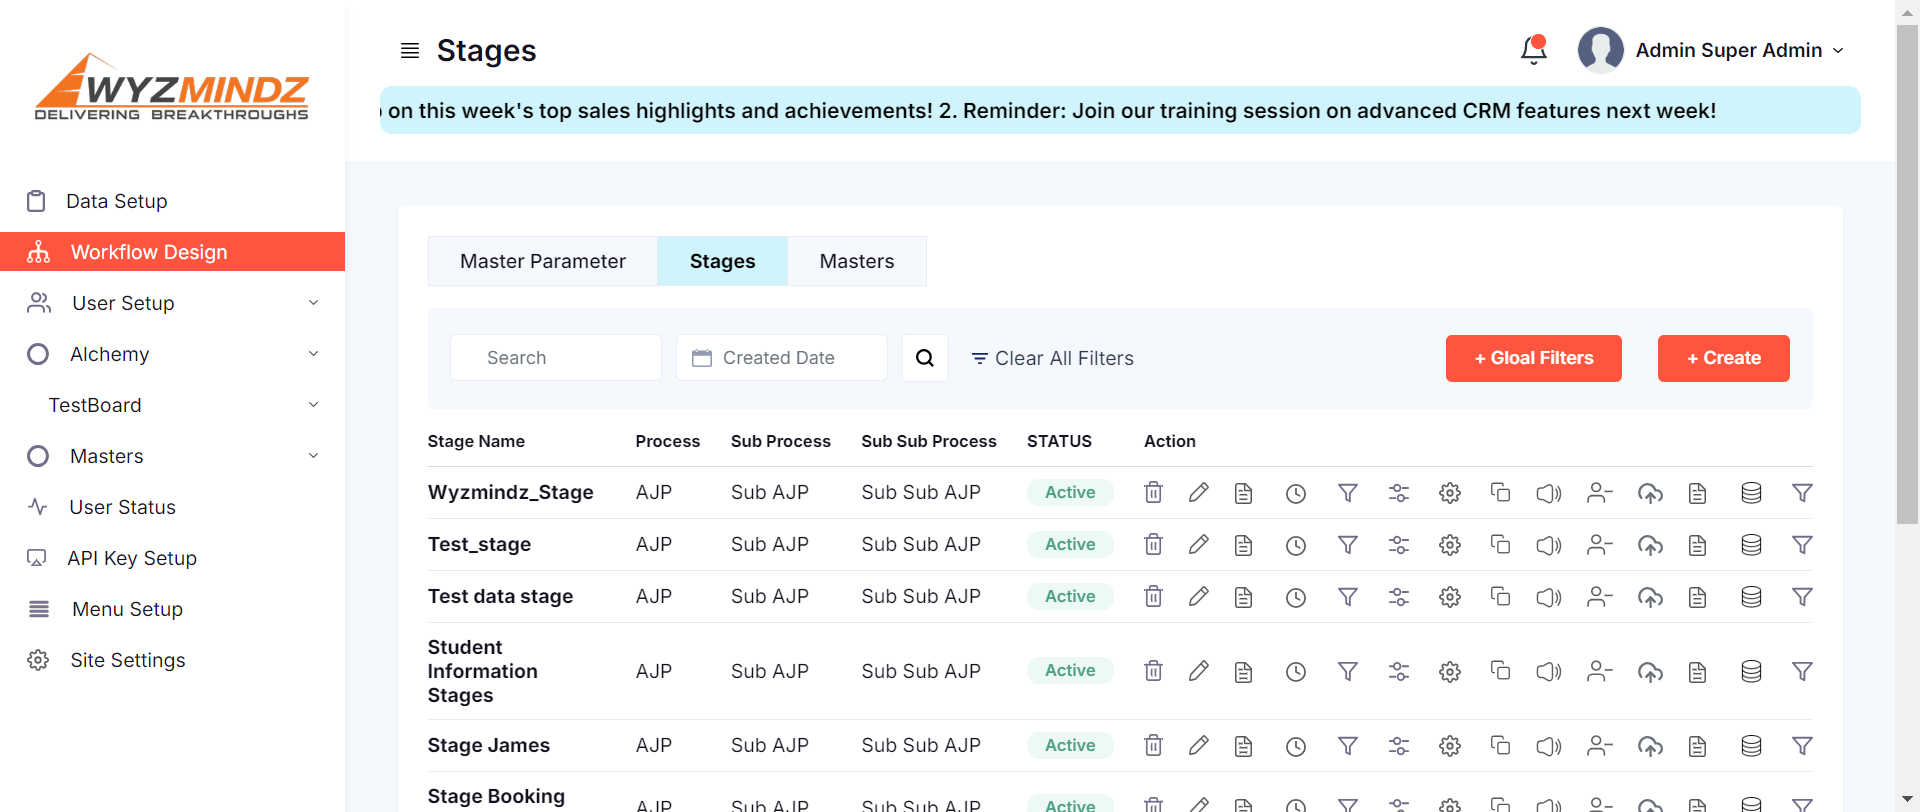 WYZMINDZ
DELIVERING BREAKTHROUGHS
Data Setup
Workflow Design
User Setup
Alchemy
TestBoard
Masters
User Status
API Key Setup
Menu Setup
Site Settings
Stages
Admin Super Admin
on this week's top sales highlights and achievements! 2. Reminder: Join our training session on advanced CRM features next week!
Master Parameter Stages Masters
Search Created Date Clear All Filters + Gloal Filters + Create
Stage Name Process Sub Process Sub Sub Process STATUS Action
Wyzmindz_Stage AJP Sub AJP Sub Sub AJP Active
Test_stage AJP Sub AJP Sub Sub AJP Active
Test data stage AJP Sub AJP Sub Sub AJP Active
Student
Information
Stages
AJP Sub AJP Sub Sub AJP Active
Stage James AJP Sub AJP Sub Sub AJP Active
Stage Booking
AJP Sub AJP Sub Sub AJP Active